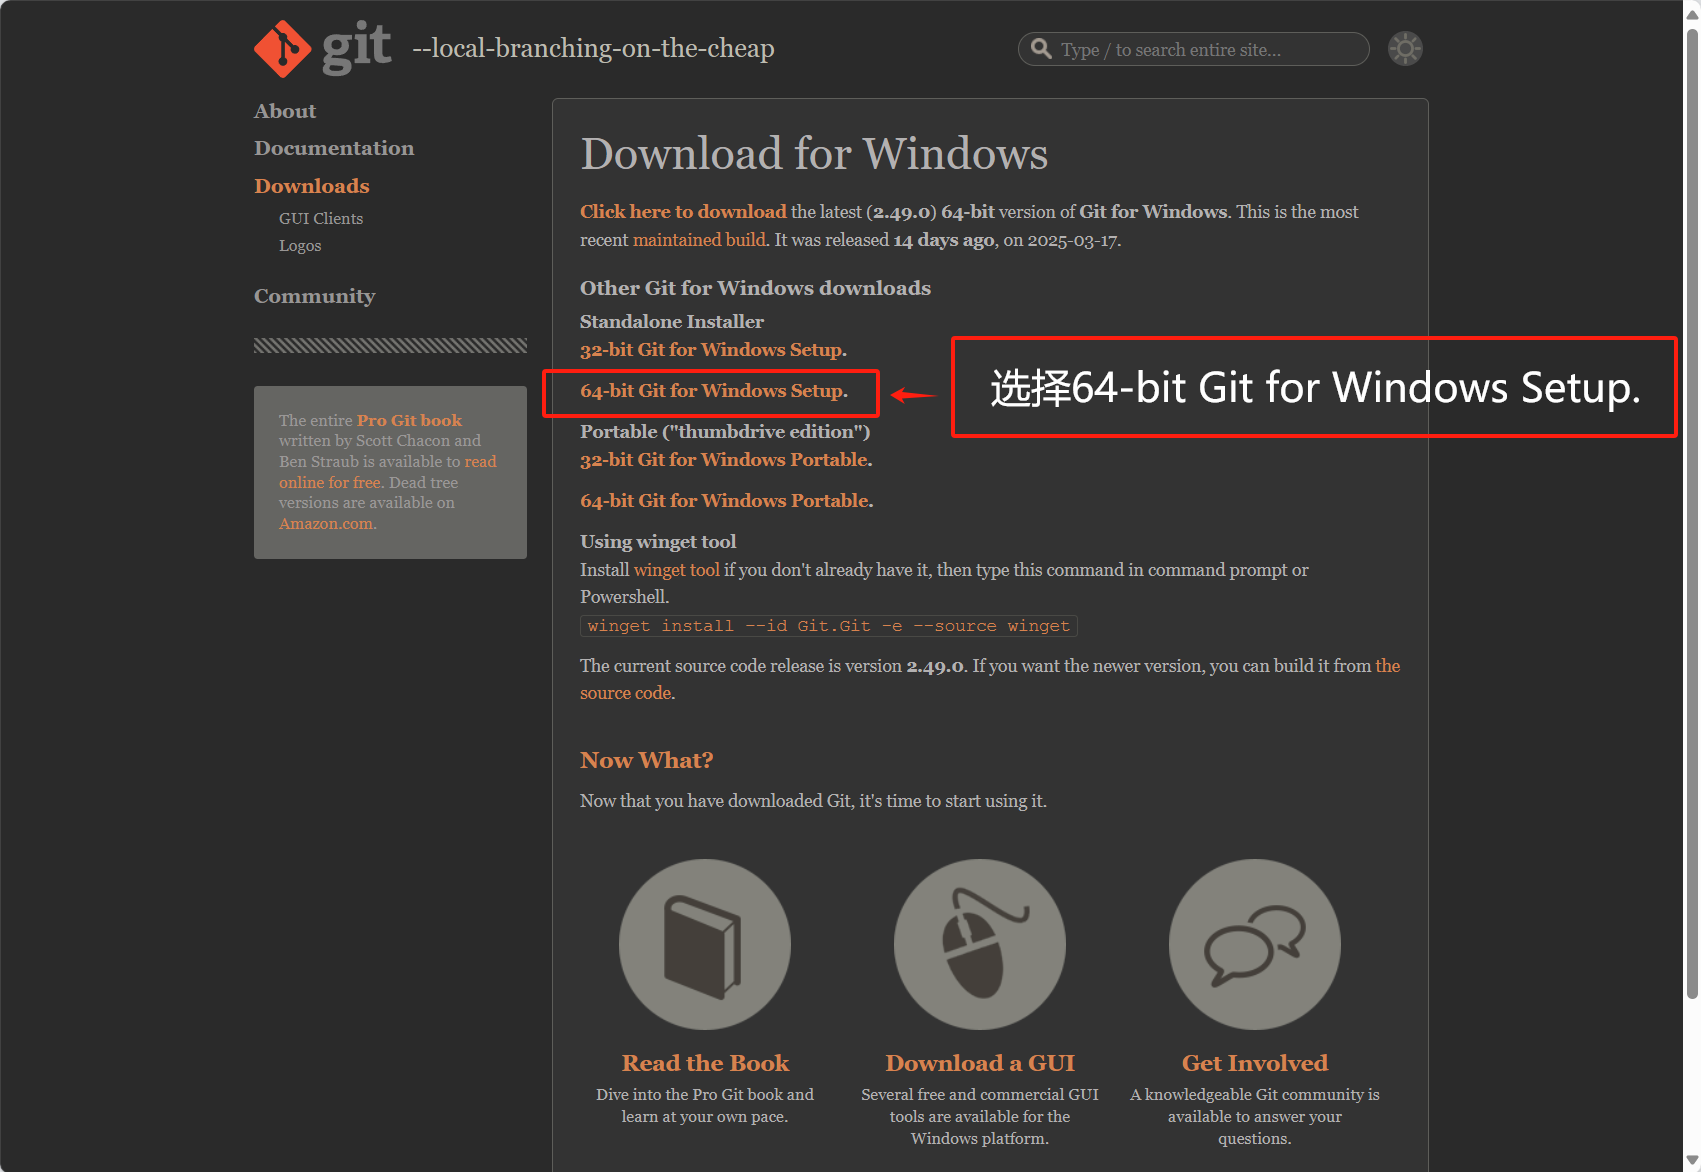 git --local-branching-on-the-cheap
Type / to search entire site...
About
Documentation
Downloads
GUI Clients
Logos
Community
The entire Pro Git book
written by Scott Chacon and
Ben Straub is available to read
online for free. Dead tree
versions are available on
Amazon.com.
Download for Windows
Click here to download the latest (2.49.0) 64-bit version of Git for Windows. This is the most
recent maintained build. It was released 14 days ago, on 2025-03-17.
Other Git for Windows downloads
Standalone Installer
32-bit Git for Windows Setup.
64-bit Git for Windows Setup.
选择64-bit Git for Windows Setup.
Portable ("thumbdrive edition")
32-bit Git for Windows Portable.
64-bit Git for Windows Portable.
Using winget tool
Install winget tool if you don't already have it, then type this command in command prompt or
Powershell.
winget install --id Git.Git -e --source winget
The current source code release is version 2.49.0. If you want the newer version, you can build it from the
source code.
Now What?
Now that you have downloaded Git, it's time to start using it.
Read the Book
Dive into the Pro Git book and
learn at your own pace.
Download a GUI
Several free and commercial GUI
tools are available for the
Windows platform.
Get Involved
A knowledgeable Git community is
available to answer your
questions.